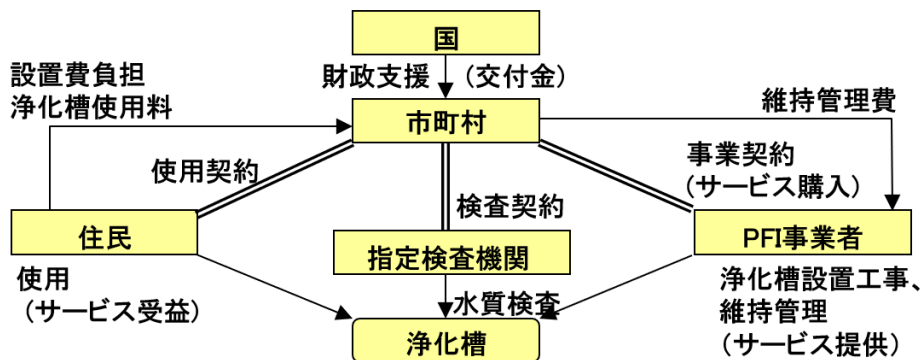 国
財政支援 (交付金)
設置費負担
浄化槽使用料
市町村
維持管理費
使用契約
事業契約
(サービス購入)
検査契約
住民
指定検査機関
PFI事業者
使用
(サービス受益)
水質検査
浄化槽設置工事、
維持管理
(サービス提供)
浄化槽